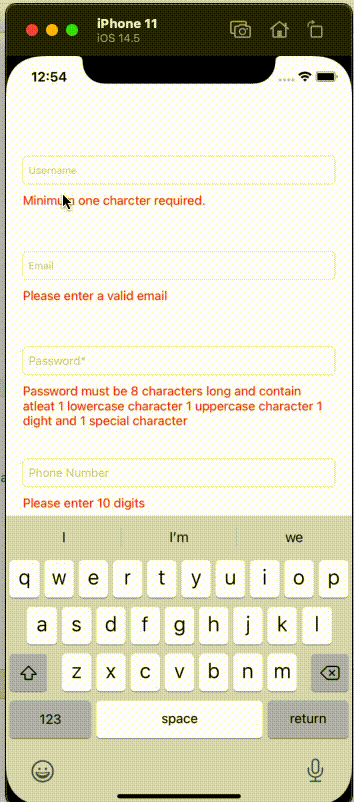 iPhone 11
iOS 14.5
12:54
Username
Minimum one charcter required.
Email
Please enter a valid email
Password*
Password must be 8 characters long and contain
atleat 1 lowercase character 1 uppercase character 1
dight and 1 special character
Phone Number
Please enter 10 digits
I I'm we
q w e r t y u i o p
a s d f g h j k l
z x c v b n m
123 space return